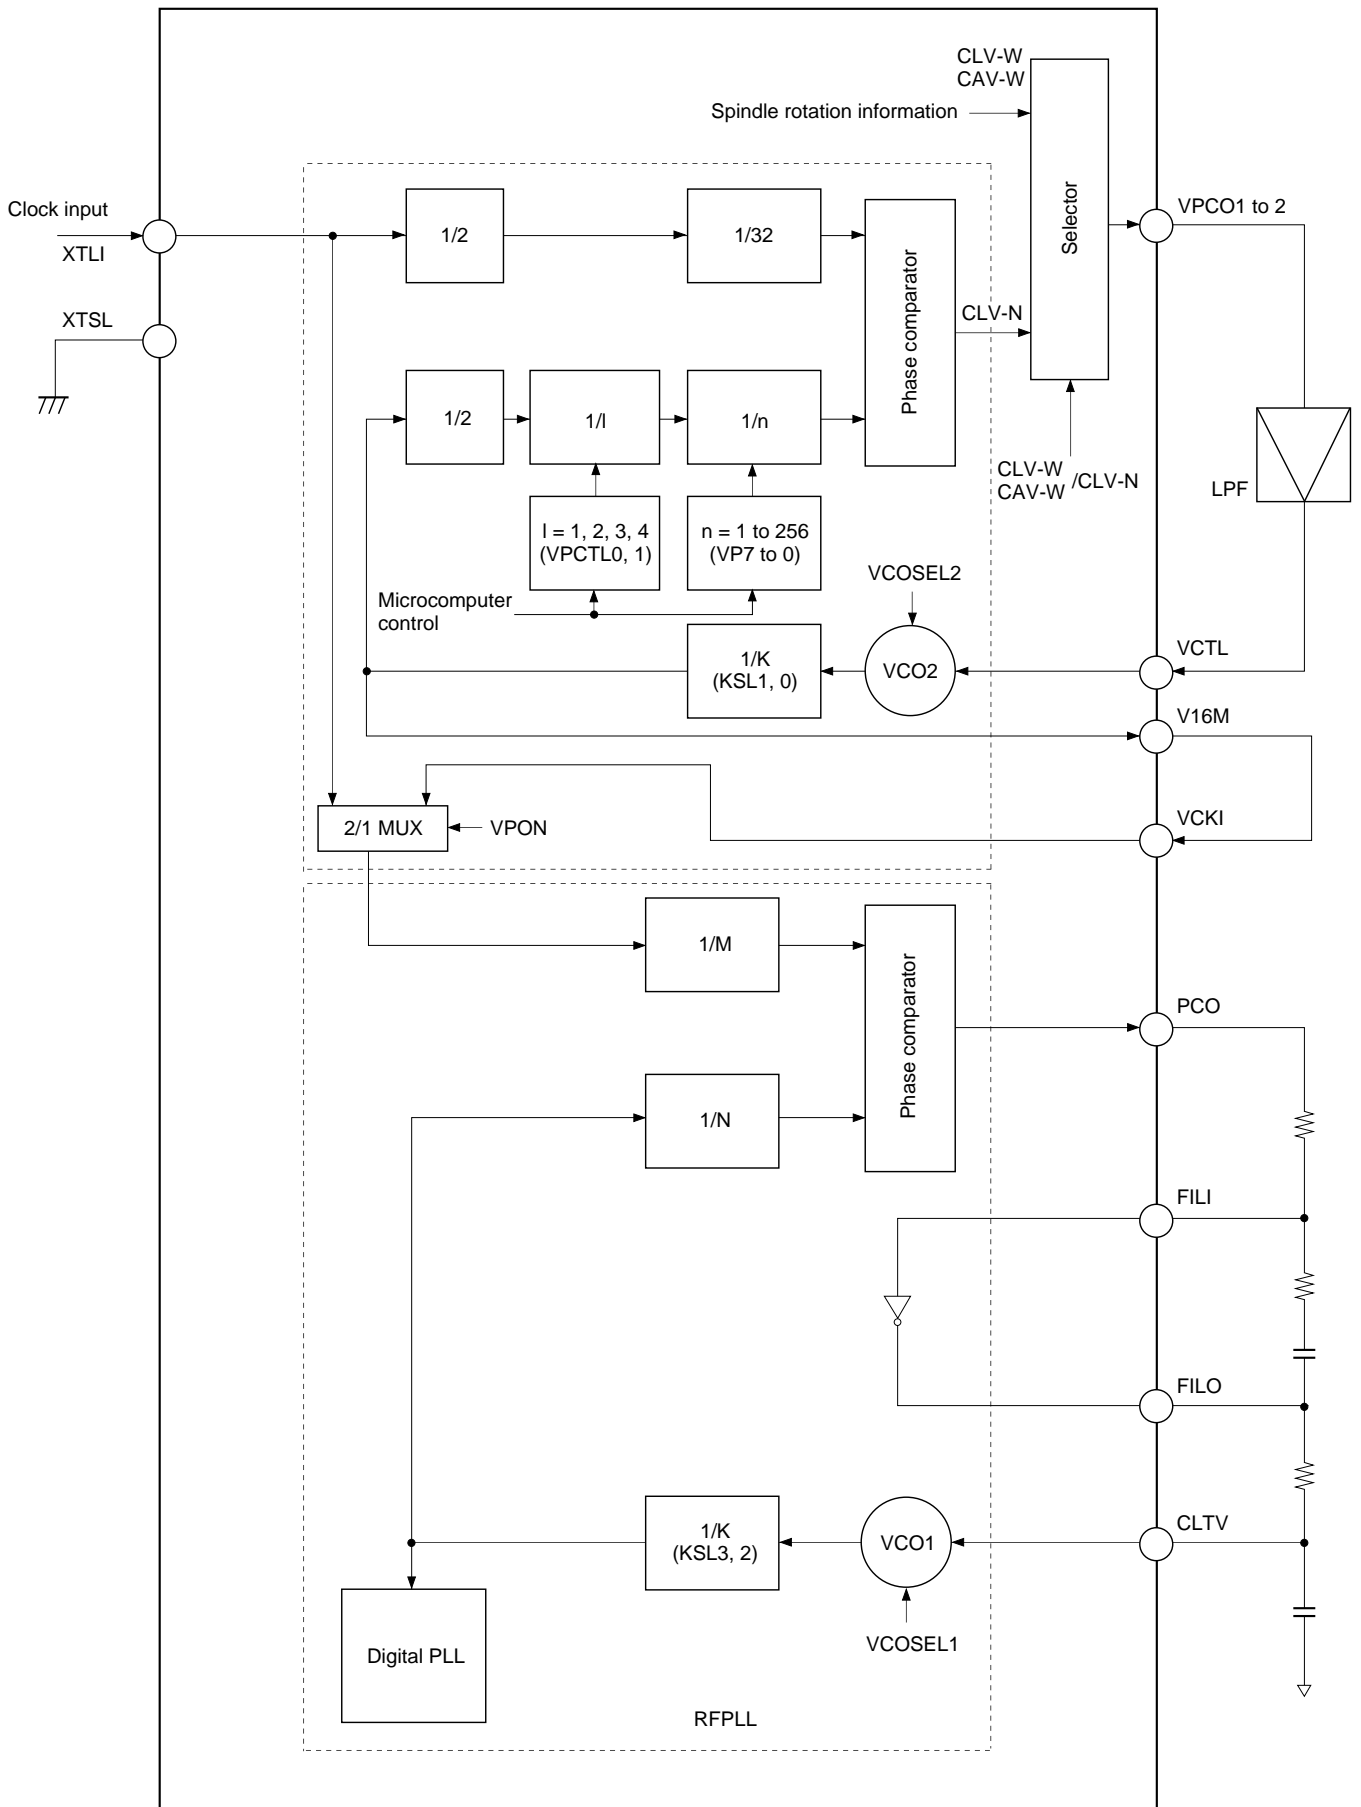 CLV-W
CAV-W
Spindle rotation information
Selector
Clock input
XTLI
1/2
1/32
VPCO1 to 2
XTSL
CLV-N
Phase comparator
1/2
1/l
1/n
CLV-W
CAV-W
/CLV-N
LPF
l = 1, 2, 3, 4
(VPCTL0, 1)
n = 1 to 256
(VP7 to 0)
VCOSEL2
Microcomputer
control
1/K
(KSL1, 0)
VCO2
VCTL
V16M
2/1 MUX
VPON
VCKI
1/M
Phase comparator
PCO
1/N
FILI
FILO
1/K
(KSL3, 2)
VCO1
CLTV
VCOSEL1
Digital PLL
RFPLL